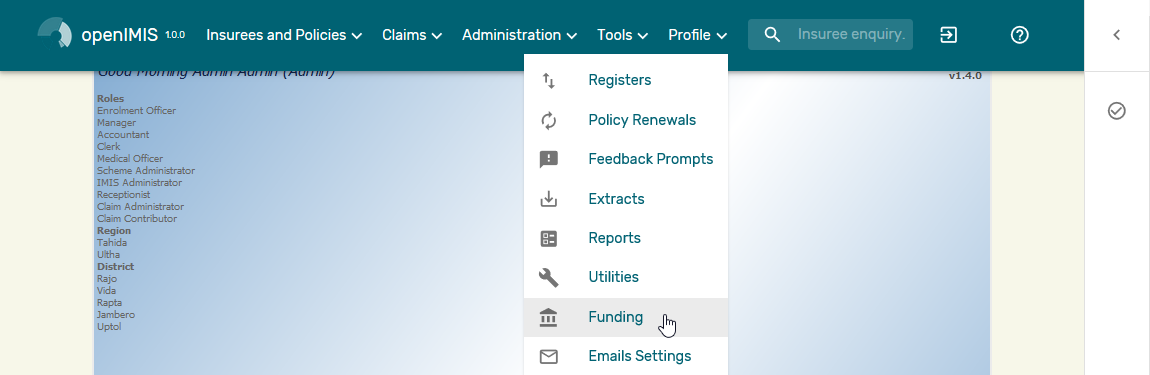 openIMIS 1.0.0 Insurees and Policies Claims Administration Tools Profile Insuree enquiry.
Good Morning Admin Admin (Admin)
v1.4.0
Roles
Enrolment Officer
Manager
Accountant
Clerk
Medical Officer
Scheme Administrator
IMIS Administrator
Receptionist
Claim Administrator
Claim Contributor
Region
Tahida
Ultha
District
Rajo
Vida
Rapta
Jambero
Uptol
Registers
Policy Renewals
Feedback Prompts
Extracts
Reports
Utilities
Funding
Emails Settings